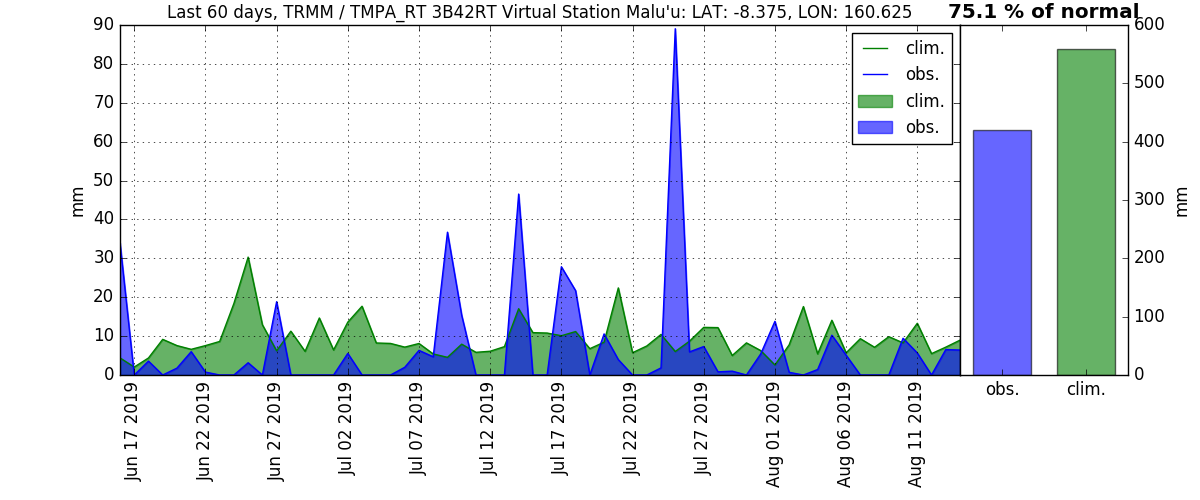 Last 60 days, TRMM / TMPA_RT 3B42RT Virtual Station Malu'u: LAT: -8.375, LON: 160.625
75.1 % of normal
90
80
70
60
50
40
30
20
10
0
mm
clim.
obs.
clim.
obs.
Jun 17 2019
Jun 22 2019
Jun 27 2019
Jul 02 2019
Jul 07 2019
Jul 12 2019
Jul 17 2019
Jul 22 2019
Jul 27 2019
Aug 01 2019
Aug 06 2019
Aug 11 2019
600
500
400
300
200
100
0
mm
obs.
clim.